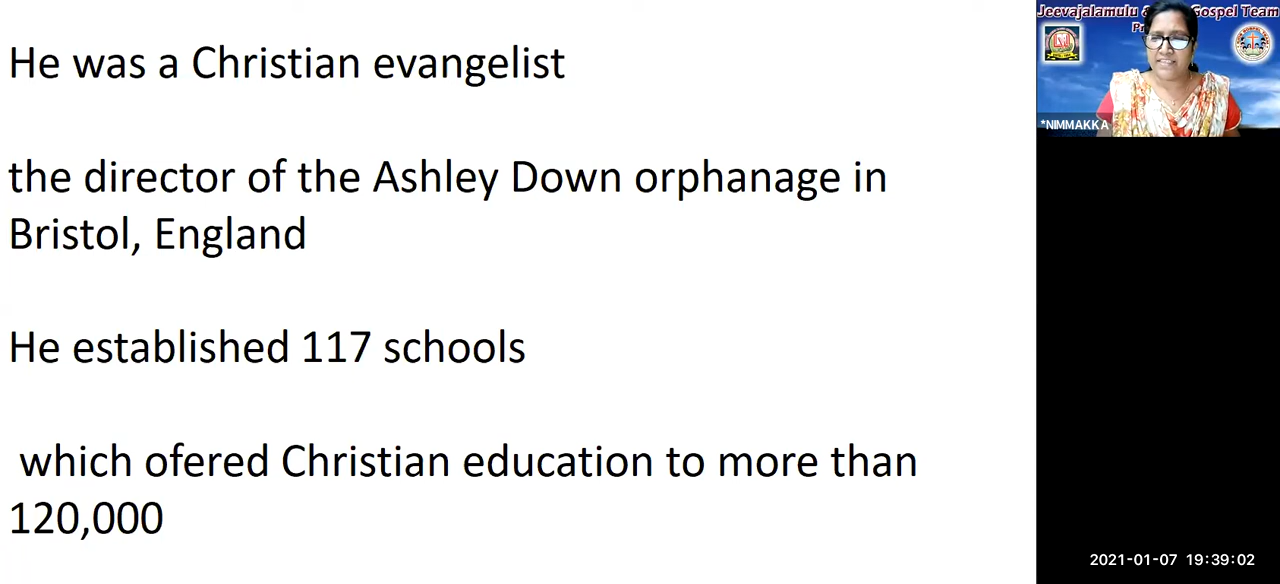 He was a Christian evangelist
the director of the Ashley Down orphanage in
Bristol, England
He established 117 schools
which ofered Christian education to more than
120,000
Jeevajalamulu & Gospel Team
*NIMMAKKA
2021-01-07 19:39:02